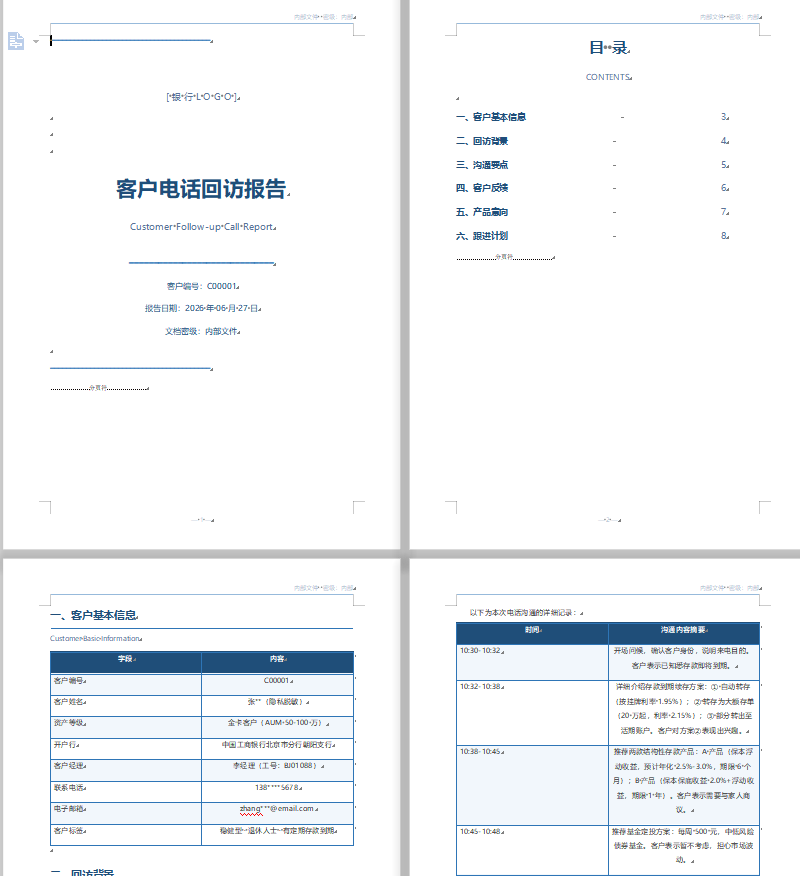 内部文件 密级：内部
[ 银 行 L O G O ]
客户电话回访报告
Customer Follow-up Call Report
客户编号：C00001
报告日期：2026 年 06 月 27 日
文档密级：内部文件
分页符
- 1 -
内部文件 密级：内部
目 录
CONTENTS
一、客户基本信息 - 3
二、回访背景 - 4
三、沟通要点 - 5
四、客户反馈 - 6
五、产品意向 - 7
六、跟进计划 - 8
分页符
- 2 -
内部文件 密级：内部
一、客户基本信息
Customer Basic Information
字段 内容
客户编号 C00001
客户姓名 张**（隐私脱敏）
资产等级 金卡客户（AUM 50-100 万）
开户行 中国工商银行北京市分行朝阳支行
客户经理 李经理（工号：BJ01088）
联系电话 138****5678
电子邮箱 zhang***@email.com
客户标签 稳健型 退休人士 有定期存款到期
二、回访背景
内部文件 密级：内部
以下为本次电话沟通的详细记录：
时间 沟通内容摘要
10:30-10:32 开场问候，确认客户身份，说明来电目的。
客户表示已知悉存款即将到期。
10:32-10:38 详细介绍存款到期续存方案：① 自动转存
（按挂牌利率 1.95%）；② 转存为大额存单
（20 万起，利率 2.15%）；③ 部分转出至
活期账户。客户对方案②表现出兴趣。
10:38-10:45 推荐两款结构性存款产品：A 产品（保本浮
动收益，预计年化 2.5%-3.0%，期限 6 个
月）；B 产品（保本保底收益 2.0%+浮动收
益，期限 1 年）。客户表示需要与家人商
议。
10:45-10:48 推荐基金定投方案：每周 500 元，中低风险
债券基金。客户表示暂不考虑，担心市场波
动。